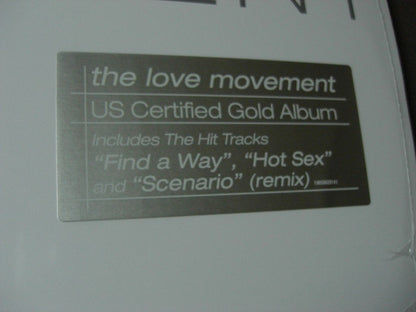 the love movement
US Certified Gold Album
Includes The Hit Tracks
“Find a Way”, “Hot Sex”
and “Scenario” (remix)